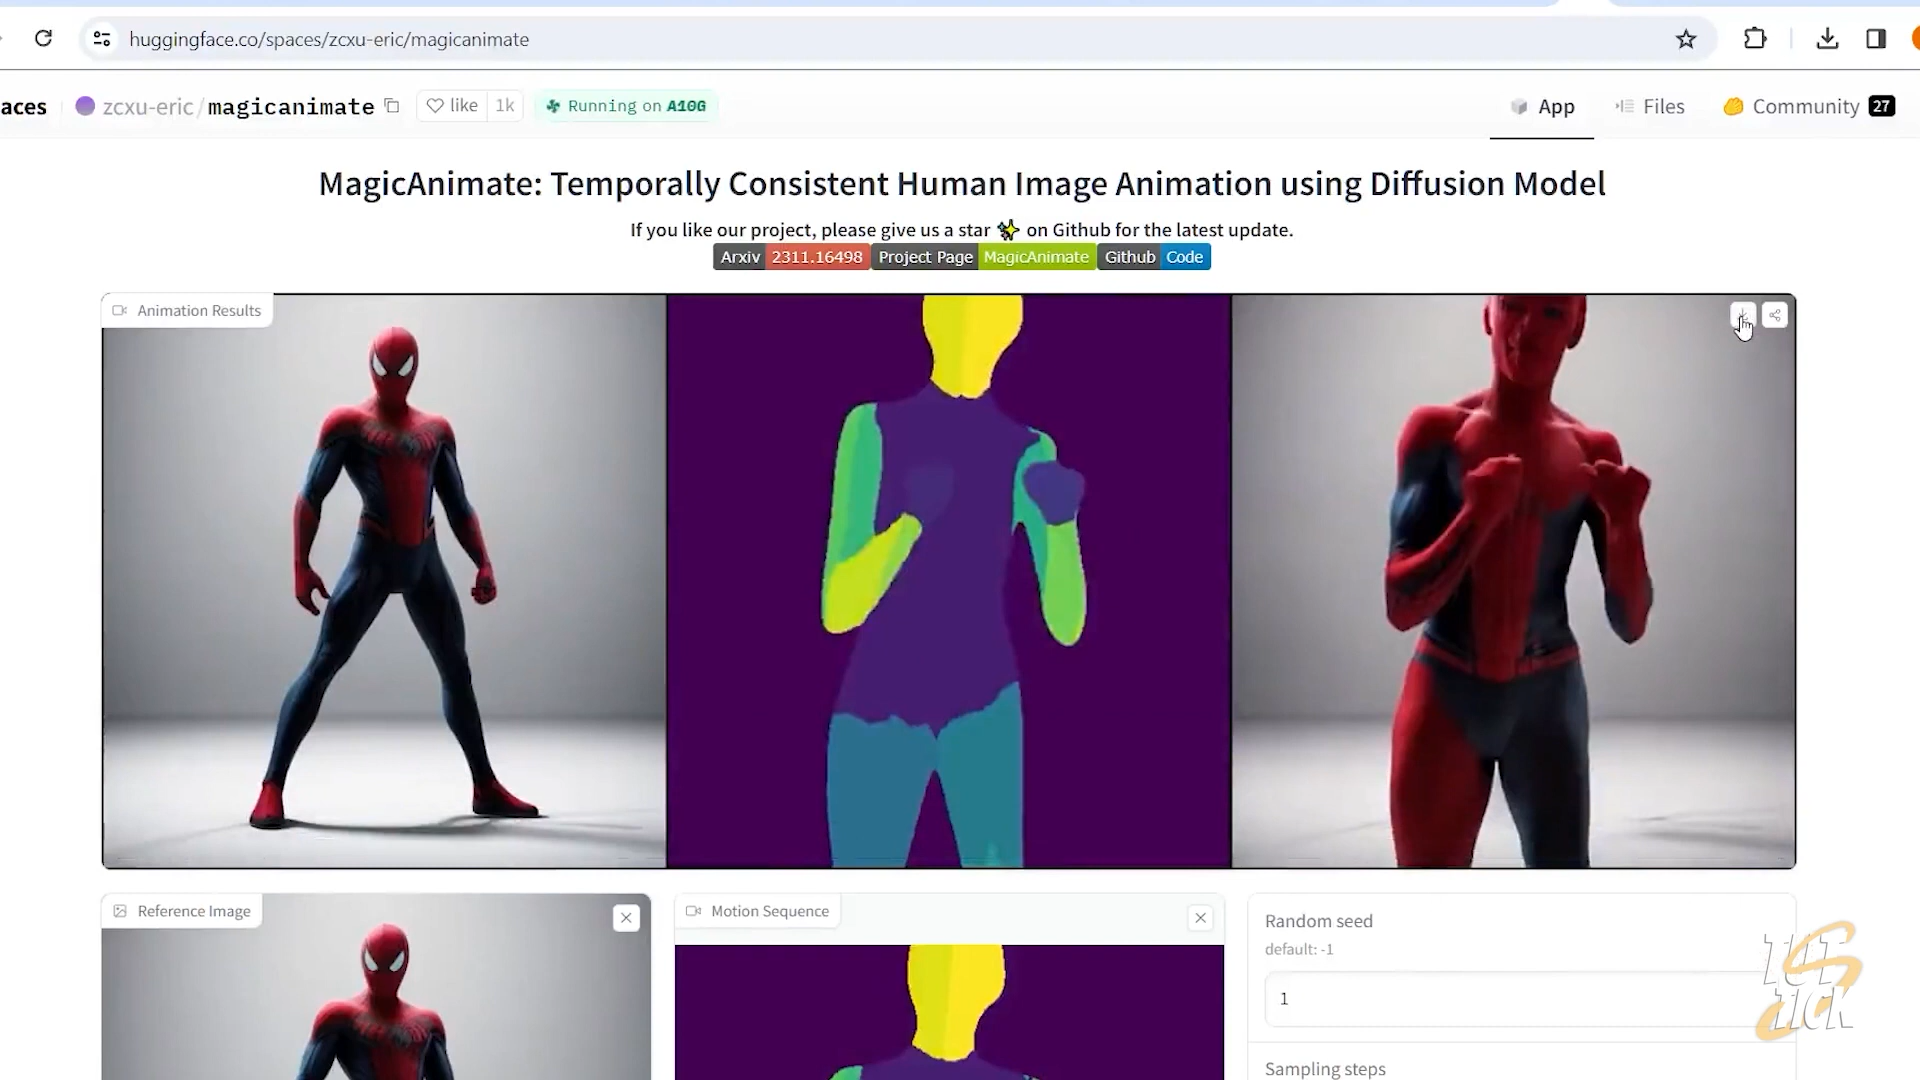 huggingface.co/spaces/zcxu-eric/magicanimate
aces zcxu-eric/magicanimate like 1k Running on A10G App Files Community 27
MagicAnimate: Temporally Consistent Human Image Animation using Diffusion Model
If you like our project, please give us a star ✨ on Github for the latest update.
Arxiv 2311.16498 Project Page MagicAnimate Github Code
Animation Results
Reference Image
Motion Sequence
Random seed
default: -1
1
Sampling steps